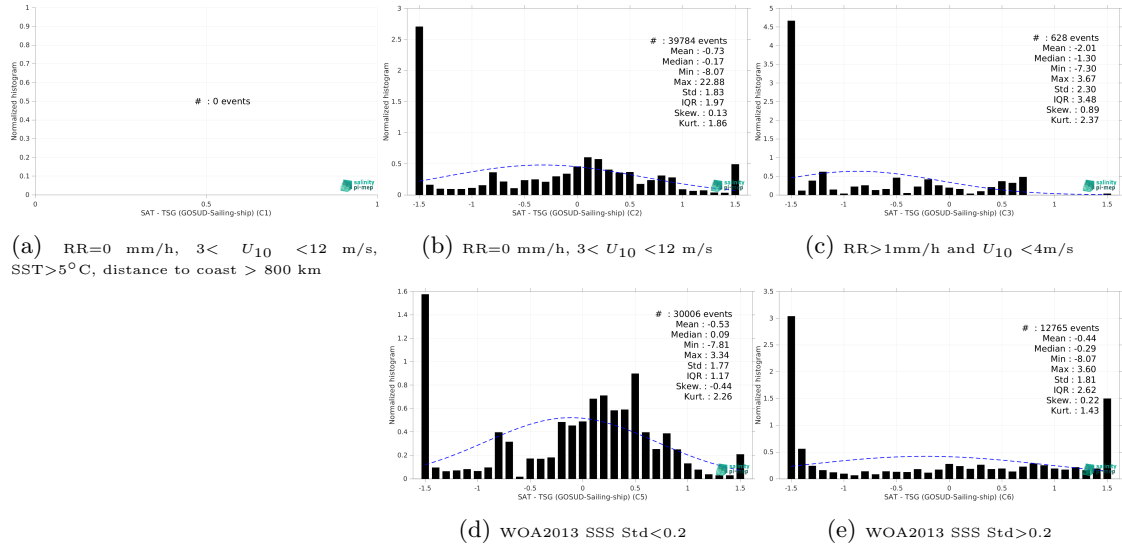 1
0.9
0.8
0.7
0.6
0.5
0.4
0.3
0.2
0.1
0
Normalized histogram
# : 0 events
salinity
pi-mep
0 0.5 1
SAT - TSG (GOSUD-Sailing-ship) (C1)
(a) RR=0 mm/h, 3< U10 <12 m/s,
SST>5°C, distance to coast > 800 km
3
2.5
2
1.5
1
0.5
0
Normalized histogram
# : 39784 events
Mean : -0.73
Median : -0.17
Min : -8.07
Max : 22.88
Std : 1.83
IQR : 1.97
Skew. : 0.13
Kurt. : 1.86
salinity
pi-mep
-1.5 -1 -0.5 0 0.5 1 1.5
SAT - TSG (GOSUD-Sailing-ship) (C2)
(b) RR=0 mm/h, 3< U10 <12 m/s
5
4.5
4
3.5
3
2.5
2
1.5
1
0.5
0
Normalized histogram
# : 628 events
Mean : -2.01
Median : -1.30
Min : -7.30
Max : 3.67
Std : 2.30
IQR : 3.48
Skew. : 0.89
Kurt. : 2.37
salinity
pi-mep
-1.5 -1 -0.5 0 0.5 1 1.5
SAT - TSG (GOSUD-Sailing-ship) (C3)
(c) RR>1mm/h and U10 <4m/s
1.6
1.4
1.2
1
0.8
0.6
0.4
0.2
0
Normalized histogram
# : 30006 events
Mean : -0.53
Median : 0.09
Min : -7.81
Max : 3.34
Std : 1.77
IQR : 1.17
Skew. : -0.44
Kurt. : 2.26
salinity
pi-mep
-1.5 -1 -0.5 0 0.5 1 1.5
SAT - TSG (GOSUD-Sailing-ship) (C5)
(d) WOA2013 SSS Std<0.2
3.5
3
2.5
2
1.5
1
0.5
0
Normalized histogram
# : 12765 events
Mean : -0.44
Median : -0.29
Min : -8.07
Max : 3.60
Std : 1.81
IQR : 2.62
Skew. : 0.22
Kurt. : 1.43
salinity
pi-mep
-1.5 -1 -0.5 0 0.5 1 1.5
SAT - TSG (GOSUD-Sailing-ship) (C6)
(e) WOA2013 SSS Std>0.2